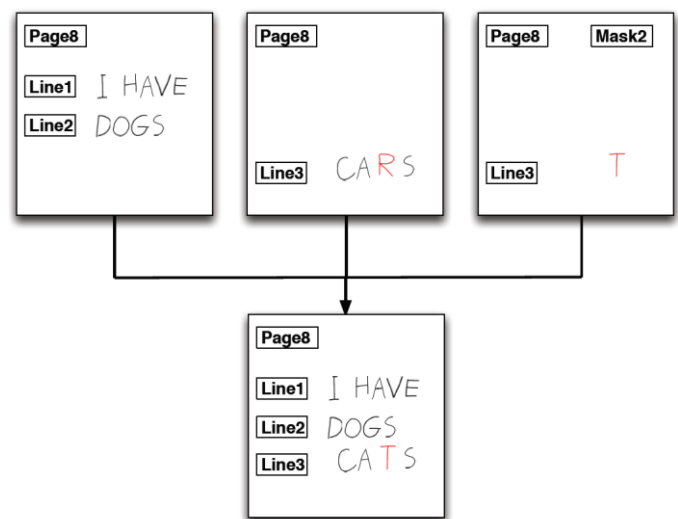 Page8
Line1 I HAVE
Line2 DOGS
Page8
Line3 CARS
Page8 Mask2
Line3 T
Page8
Line1 I HAVE
Line2 DOGS
Line3 CATS